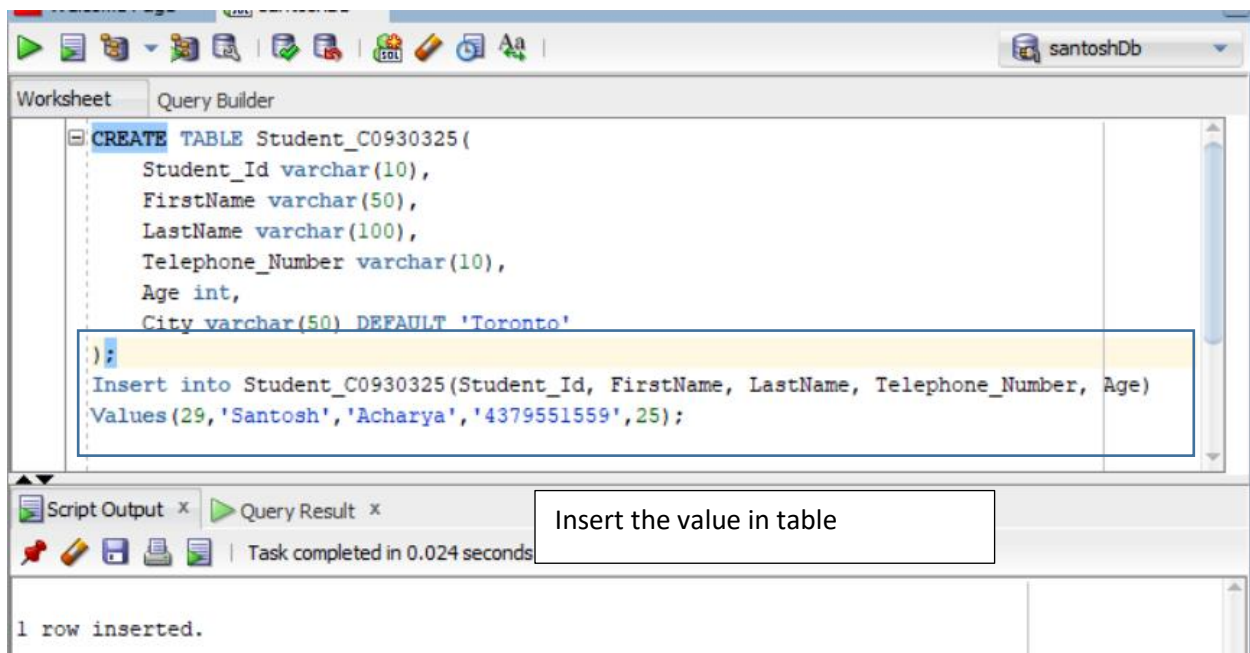 santoshDb
Worksheet Query Builder
CREATE TABLE Student_C0930325(
Student_Id varchar(10),
FirstName varchar(50),
LastName varchar(100),
Telephone_Number varchar(10),
Age int,
City varchar(50) DEFAULT 'Toronto'
);
Insert into Student_C0930325(Student_Id, FirstName, LastName, Telephone_Number, Age)
Values(29,'Santosh','Acharya','4379551559',25);
Script Output x Query Result x
Insert the value in table
Task completed in 0.024 seconds
1 row inserted.